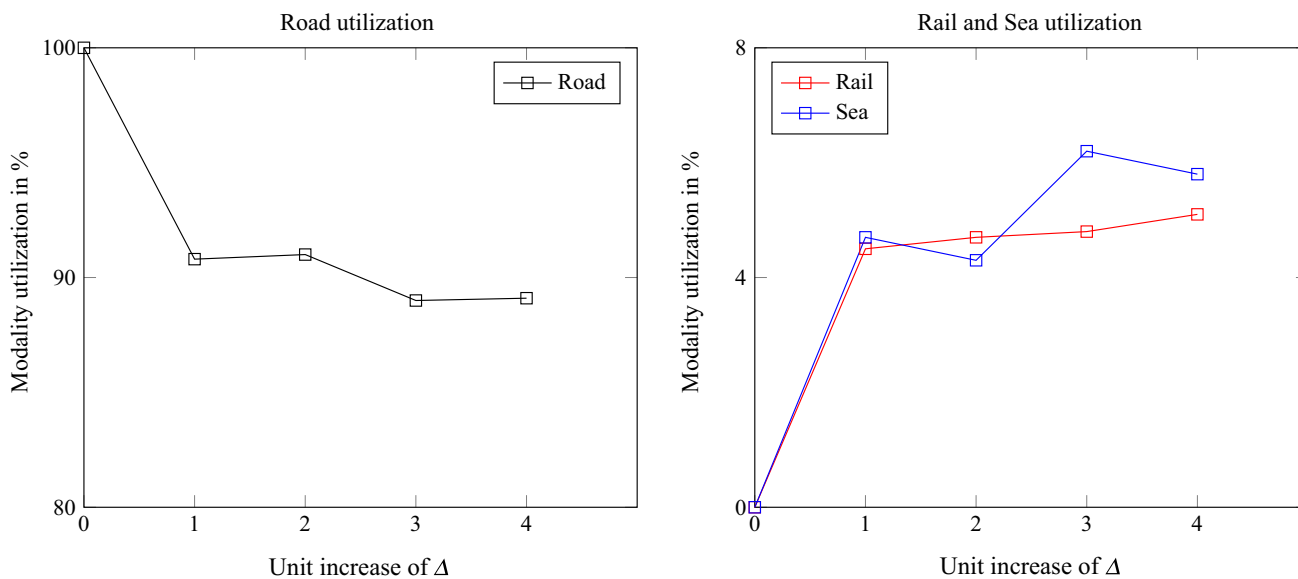 Road utilization
100
90
80
0 1 2 3 4
Modality utilization in %
Unit increase of Δ
Road
Rail and Sea utilization
8
4
0
0 1 2 3 4
Modality utilization in %
Unit increase of Δ
Rail
Sea